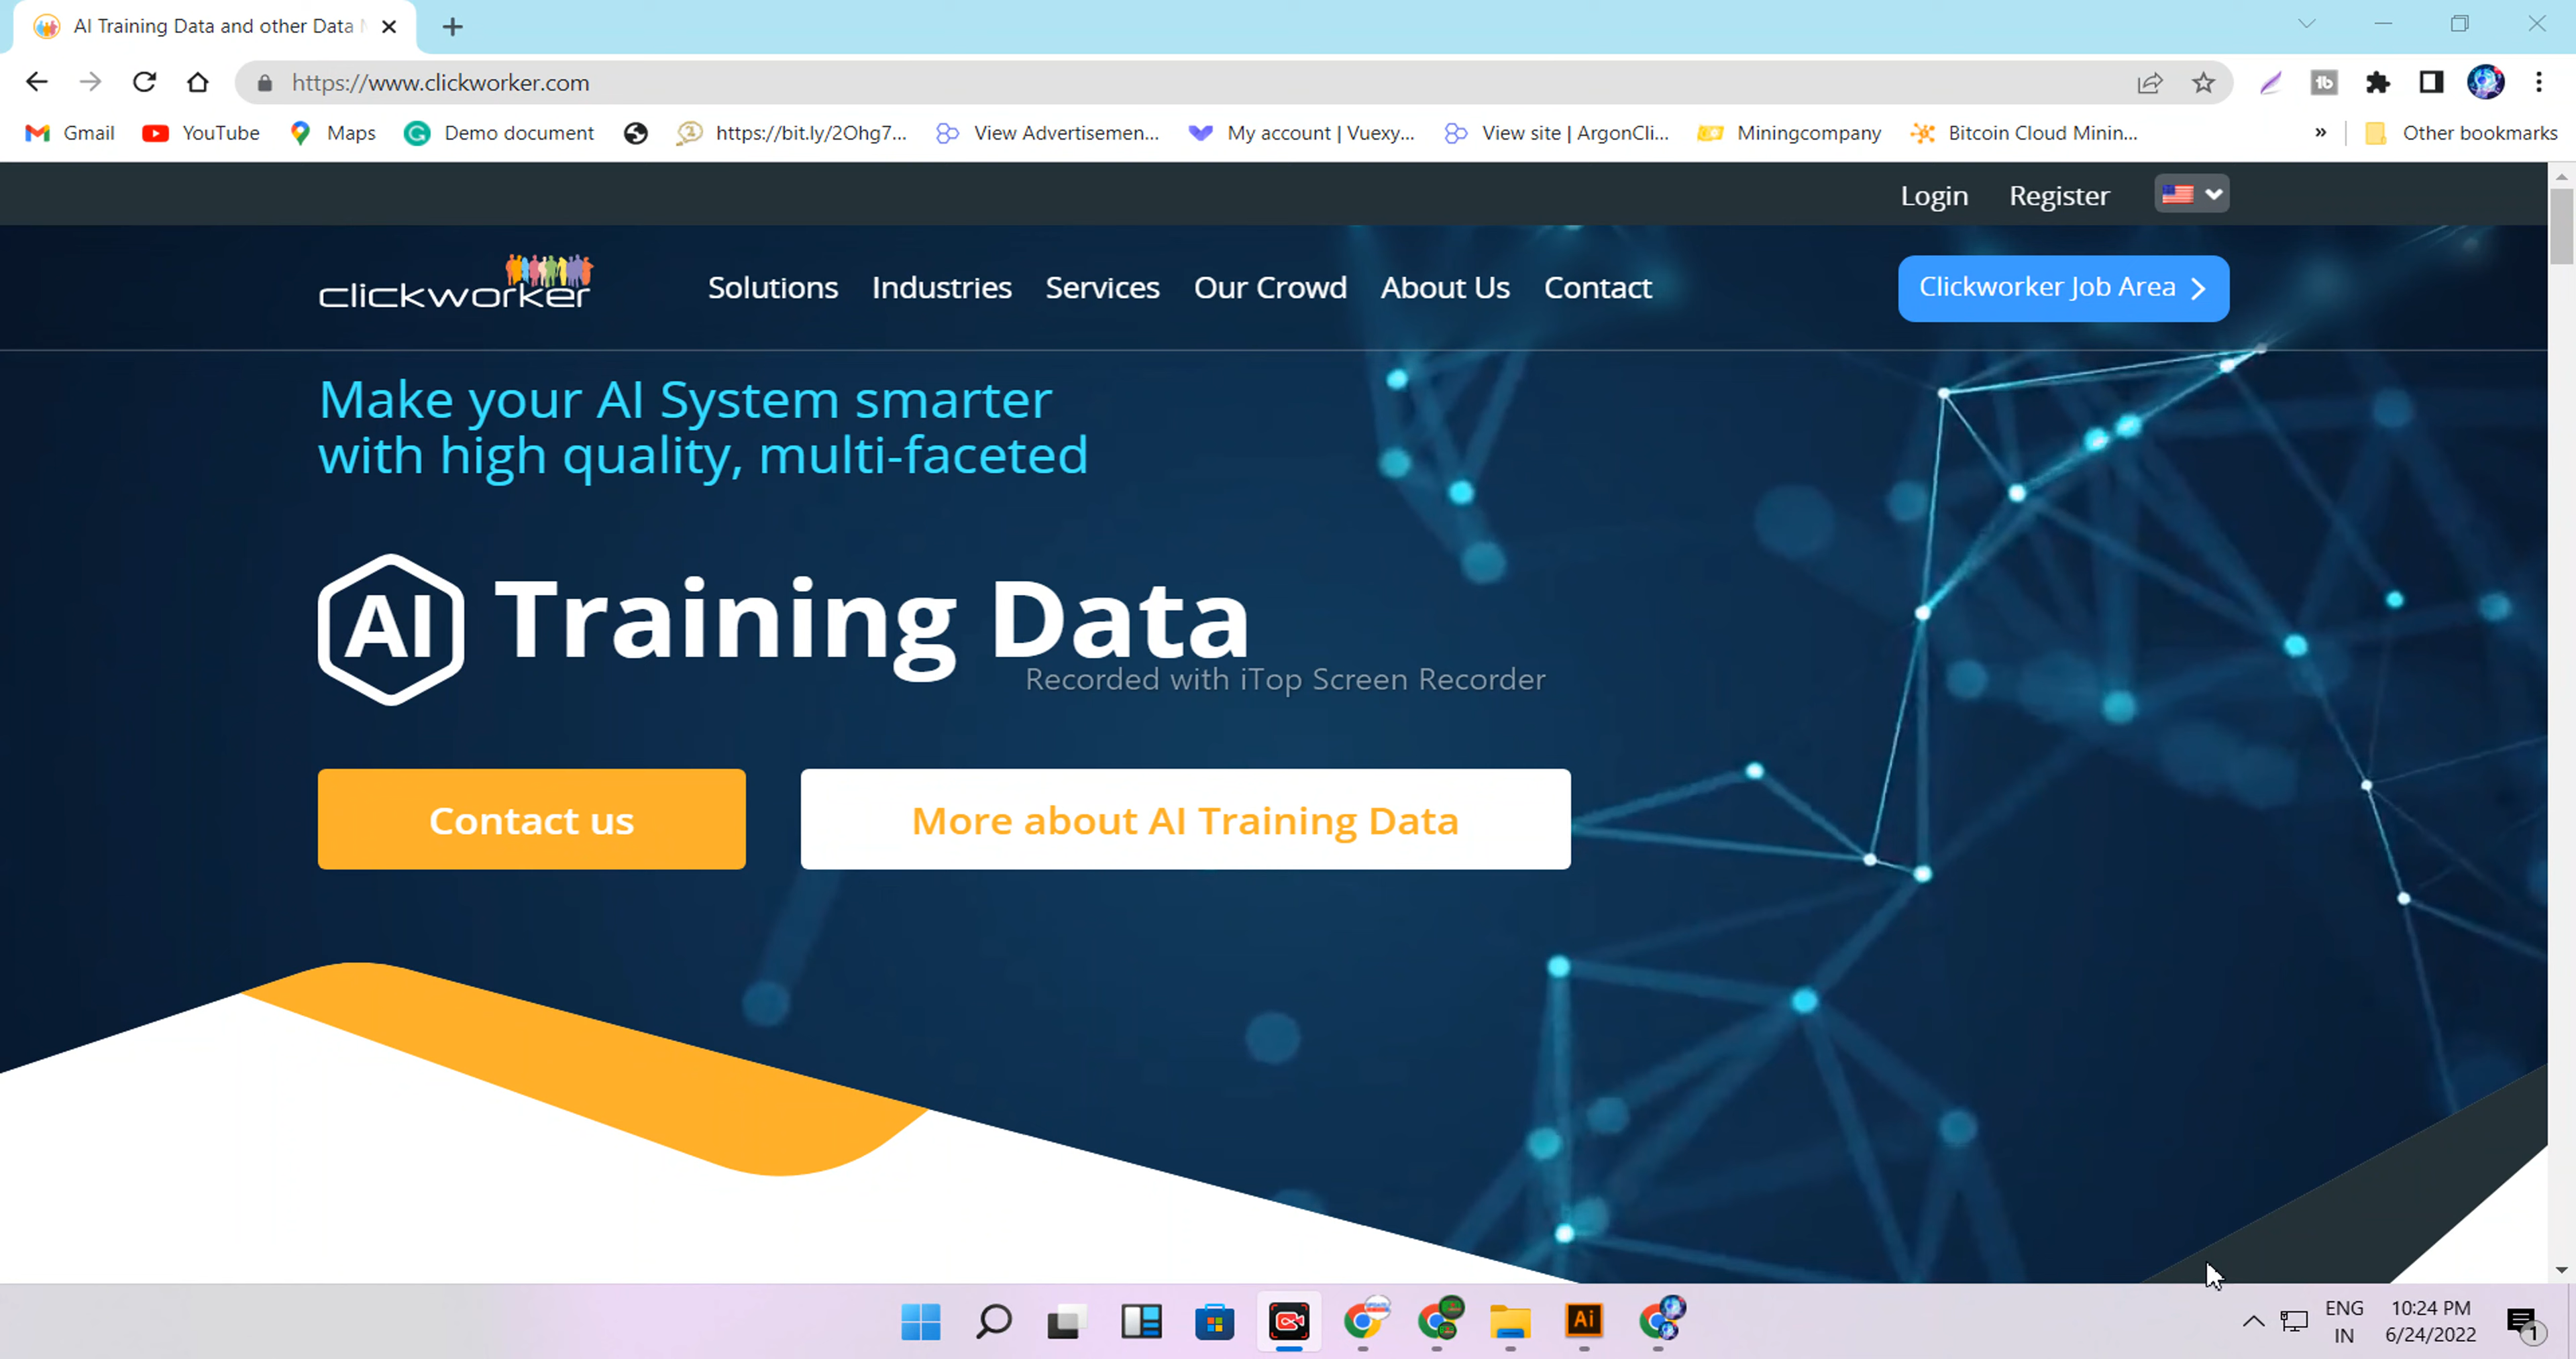 AI Training Data and other Data
https://www.clickworker.com
Gmail
YouTube
Maps
Demo document
https://bit.ly/2Ohg7...
View Advertisemen...
My account | Vuexy...
View site | ArgonCli...
Miningcompany
Bitcoin Cloud Minin...
»
Other bookmarks
Login
Register
clickworker
Solutions
Industries
Services
Our Crowd
About Us
Contact
Clickworker Job Area
Make your AI System smarter
with high quality, multi-faceted
AI Training Data
Recorded with iTop Screen Recorder
Contact us
More about AI Training Data
Ai
ENG
IN
10:24 PM
6/24/2022
1